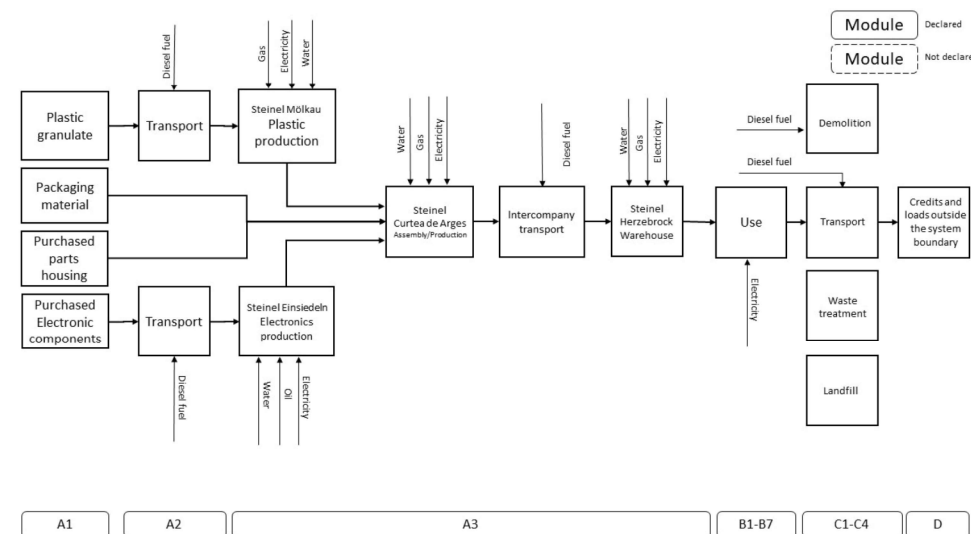 Module
Declared
Module
Not declare
Diesel fuel
Gas
Electricity
Water
Plastic
granulate
Transport
Steinel Mölkau
Plastic
production
Diesel fuel
Demolition
Water
Gas
Electricity
Diesel fuel
Water
Gas
Electricity
Diesel fuel
Packaging
material
Steinel
Curtea de Arges
Assembly/Production
Intercompany
transport
Steinel
Herzebrock
Warehouse
Use
Transport
Credits and
loads outside
the system
boundary
Purchased
parts
housing
Purchased
Electronic
components
Transport
Steinel Einsiedeln
Electronics
production
Electricity
Waste
treatment
Diesel fuel
Water
Oil
Electricity
Landfill
A1
A2
A3
B1-B7
C1-C4
D